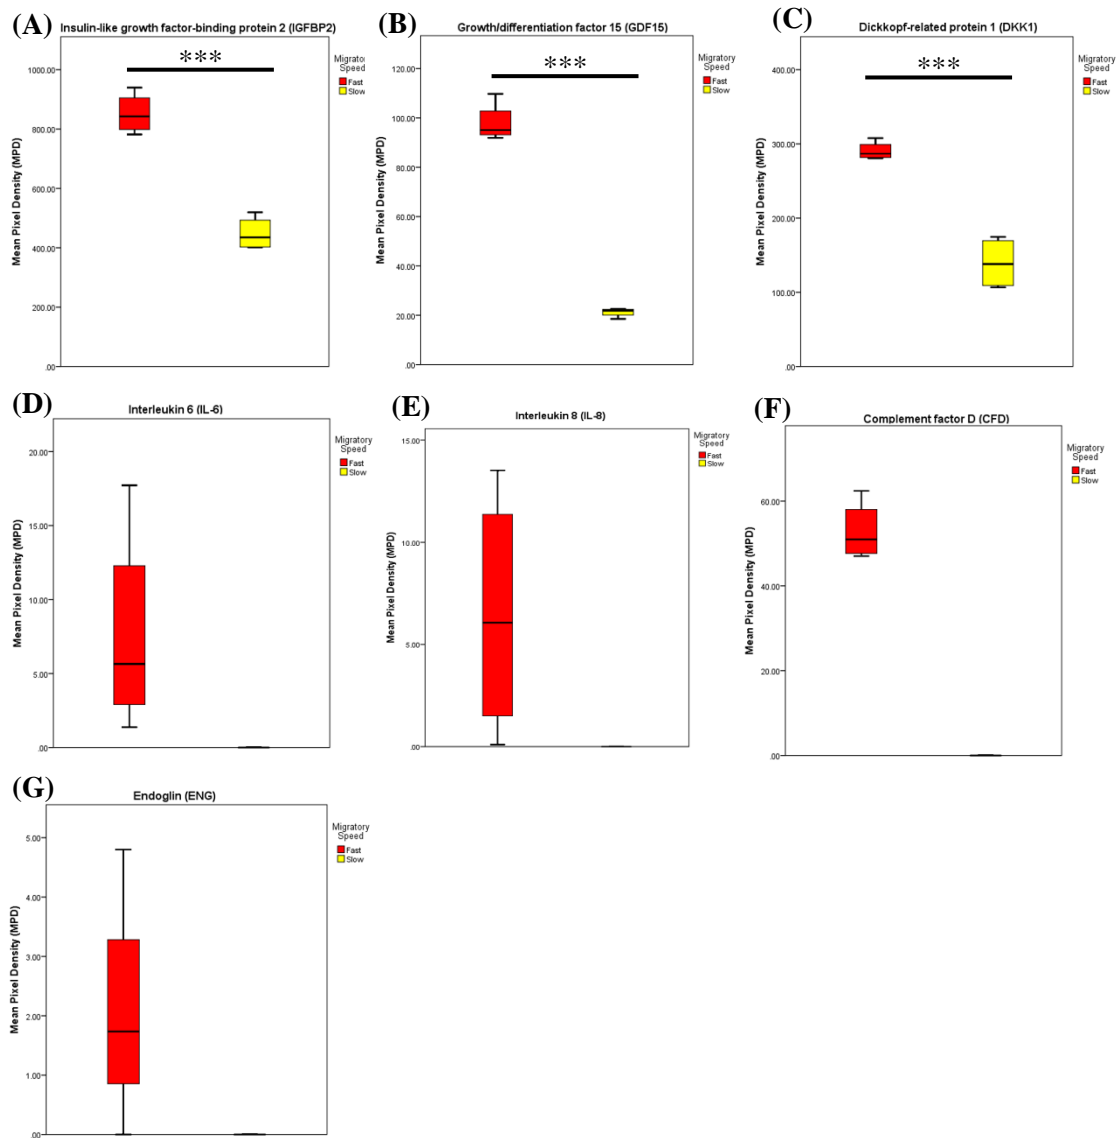 (A)
Insulin-like growth factor-binding protein 2 (IGFBP2)
Migratory
Speed
Fast
Slow
***
Mean Pixel Density (MPD)
1000.00
800.00
600.00
400.00
200.00
.00
(B)
Growth/differentiation factor 15 (GDF15)
Migratory
Speed
Fast
Slow
***
Mean Pixel Density (MPD)
120.00
100.00
80.00
60.00
40.00
20.00
.00
(C)
Dickkopf-related protein 1 (DKK1)
Migratory
Speed
Fast
Slow
***
Mean Pixel Density (MPD)
400.00
300.00
200.00
100.00
.00
(D)
Interleukin 6 (IL-6)
Migratory
Speed
Fast
Slow
Mean Pixel Density (MPD)
20.00
15.00
10.00
5.00
.00
(E)
Interleukin 8 (IL-8)
Migratory
Speed
Fast
Slow
Mean Pixel Density (MPD)
15.00
10.00
5.00
.00
(F)
Complement factor D (CFD)
Migratory
Speed
Fast
Slow
Mean Pixel Density (MPD)
60.00
40.00
20.00
.00
(G)
Endoglin (ENG)
Migratory
Speed
Fast
Slow
Mean Pixel Density (MPD)
5.00
4.00
3.00
2.00
1.00
.00